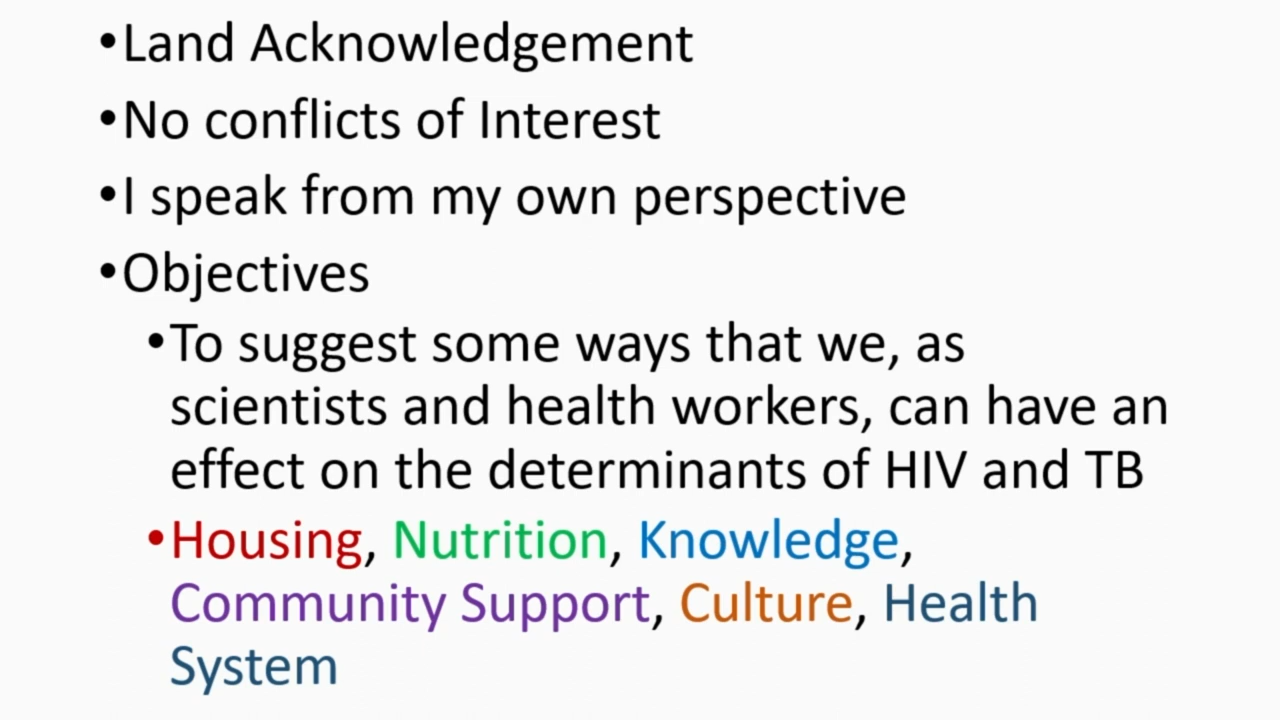 •Land Acknowledgement
•No conflicts of Interest
•I speak from my own perspective
•Objectives
•To suggest some ways that we, as
scientists and health workers, can have an
effect on the determinants of HIV and TB
•Housing, Nutrition, Knowledge,
Community Support, Culture, Health
System